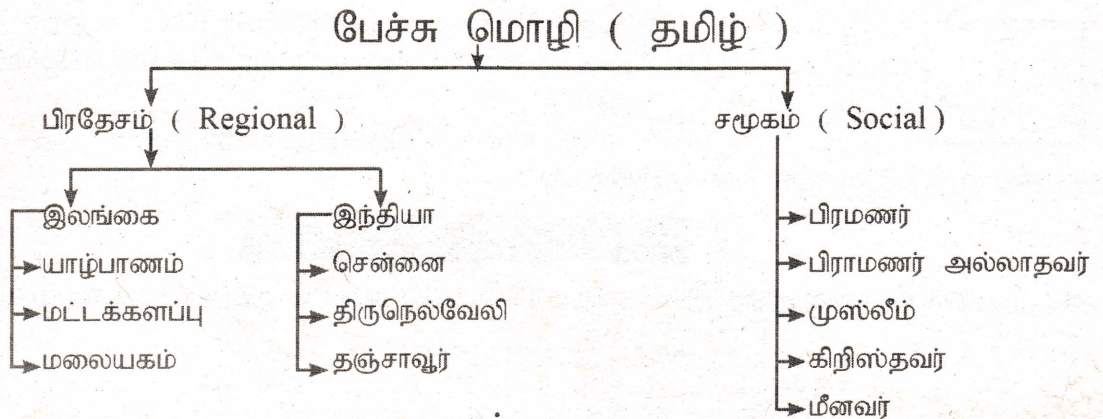 பேச்சு மொழி ( தமிழ் )
பிரதேசம் ( Regional ) சமூகம் ( Social )
இலங்கை இந்தியா பிரமணர்
யாழ்பாணம் சென்னை பிராமணர் அல்லாதவர்
மட்டக்களப்பு திருநெல்வேலி முஸ்லீம்
மலையகம் தஞ்சாவூர் கிறிஸ்தவர்
மீனவர்